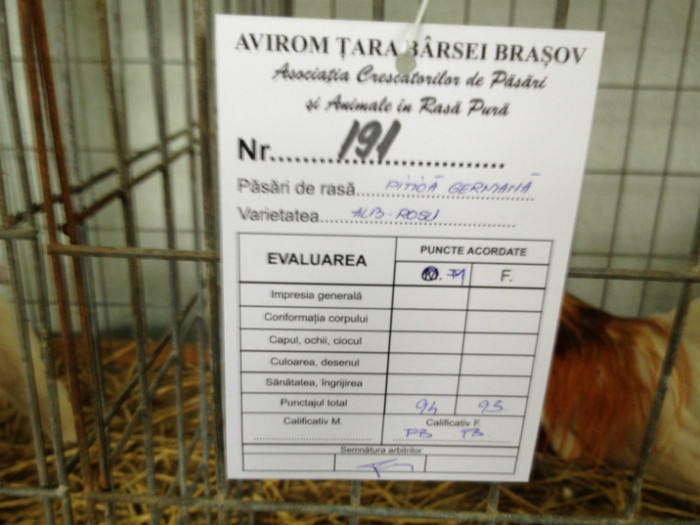 AVIROM ȚARA BÂRSEI BRAȘOV
Asociația Crescătorilor de Păsări
și Animale în Rasă Pură
Nr.....191.....
Păsări de rasă....PITICĂ GERMANĂ
Varietatea....ALB-ROȘU....
EVALUAREA
PUNCTE ACORDATE
M. F.
Impresia generală
Conformația corpului
Capul, ochii, ciocul
Culoarea, desenul
Sănătatea, îngrijirea
Punctajul total 94 93
Calificativ M. Calificativ F.
FB FB
Semnătura arbitrilor